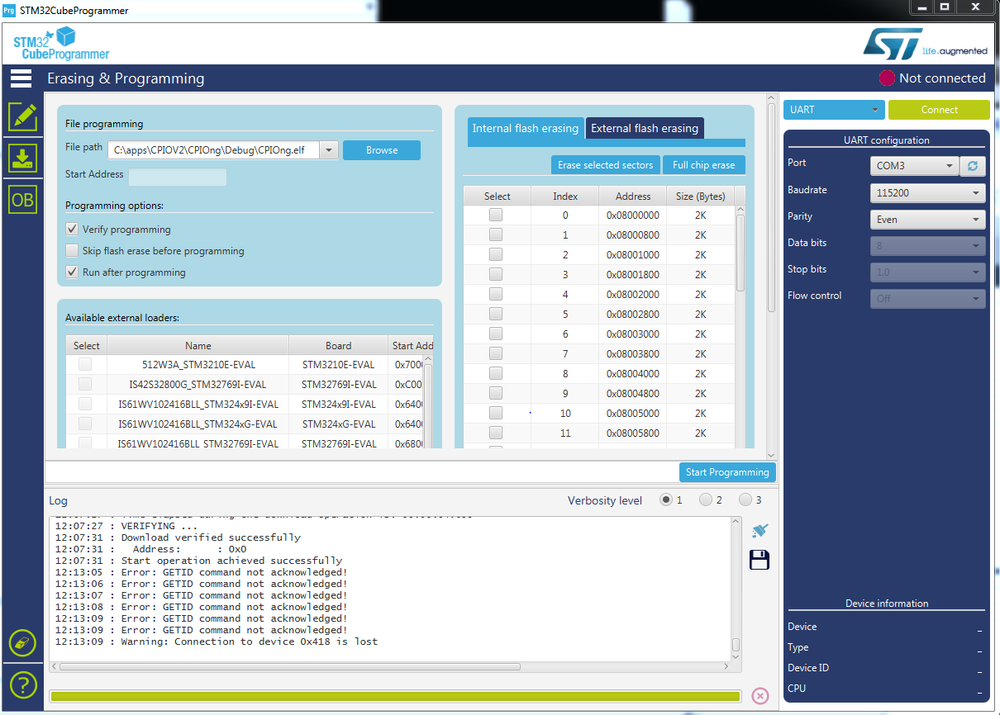 Prg STM32CubeProgrammer
STM32
CubeProgrammer
ST life.augmented
Erasing & Programming
Not connected
OB
File programming
File path C:\apps\CPIOV2\CPIOng\Debug\CPIOng.elf Browse
Start Address
Programming options:
Verify programming
Skip flash erase before programming
Run after programming
Available external loaders:
Select Name Board Start Add
512W3A_STM3210E-EVAL STM3210E-EVAL 0x700
IS42S32800G_STM32769I-EVAL STM32769I-EVAL 0xC00
IS61WV102416BLL_STM324x9I-EVAL STM324x9I-EVAL 0x640
IS61WV102416BLL_STM324xG-EVAL STM324xG-EVAL 0x640
IS61WV102416BLL_STM32769I-EVAL STM32769I-EVAL 0x680
Internal flash erasing External flash erasing
Erase selected sectors Full chip erase
Select Index Address Size (Bytes)
0 0x08000000 2K
1 0x08000800 2K
2 0x08001000 2K
3 0x08001800 2K
4 0x08002000 2K
5 0x08002800 2K
6 0x08003000 2K
7 0x08003800 2K
8 0x08004000 2K
9 0x08004800 2K
10 0x08005000 2K
11 0x08005800 2K
Start Programming
Log
Verbosity level 1 2 3
12:07:27 : VERIFYING ...
12:07:31 : Download verified successfully
12:07:31 : Address: : 0x0
12:07:31 : Start operation achieved successfully
12:13:05 : Error: GETID command not acknowledged!
12:13:06 : Error: GETID command not acknowledged!
12:13:07 : Error: GETID command not acknowledged!
12:13:08 : Error: GETID command not acknowledged!
12:13:09 : Error: GETID command not acknowledged!
12:13:09 : Error: GETID command not acknowledged!
12:13:09 : Warning: Connection to device 0x418 is lost
UART Connect
UART configuration
Port COM3
Baudrate 115200
Parity Even
Data bits 8
Stop bits 1.0
Flow control Off
Device information
Device -
Type -
Device ID -
CPU -
?